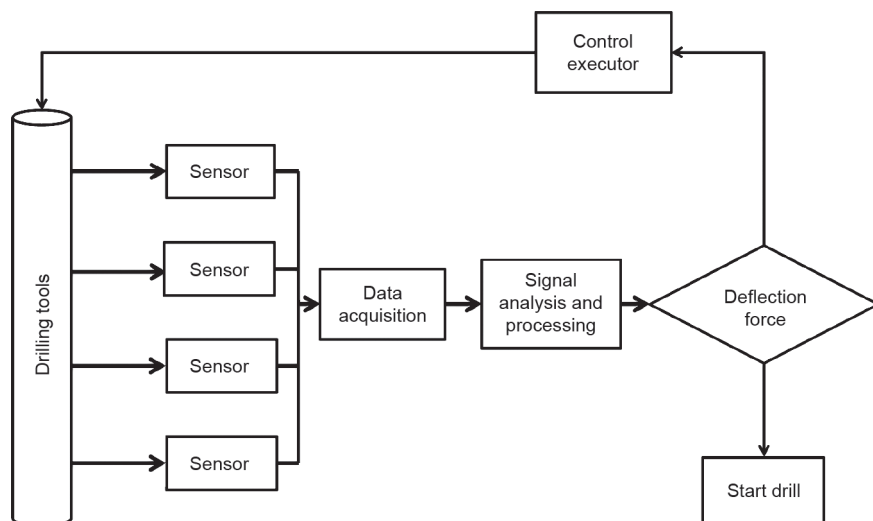 Control
executor
Drilling tools
Sensor
Sensor
Sensor
Sensor
Data
acquisition
Signal
analysis and
processing
Deflection
force
Start drill